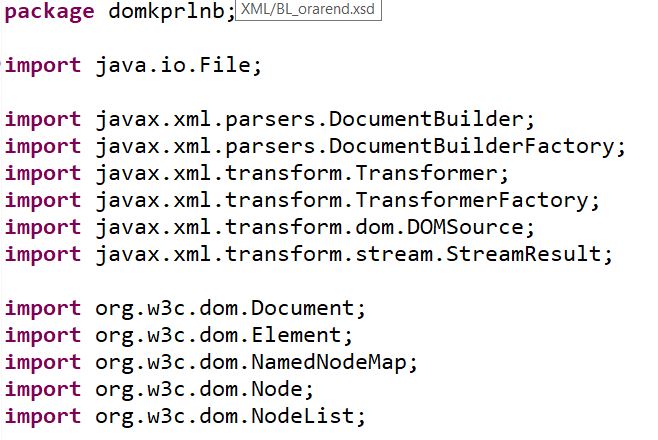 package domkprlnb; XML/BL_orarend.xsd
import java.io.File;
import javax.xml.parsers.DocumentBuilder;
import javax.xml.parsers.DocumentBuilderFactory;
import javax.xml.transform.Transformer;
import javax.xml.transform.TransformerFactory;
import javax.xml.transform.dom.DOMSource;
import javax.xml.transform.stream.StreamResult;
import org.w3c.dom.Document;
import org.w3c.dom.Element;
import org.w3c.dom.NamedNodeMap;
import org.w3c.dom.Node;
import org.w3c.dom.NodeList;